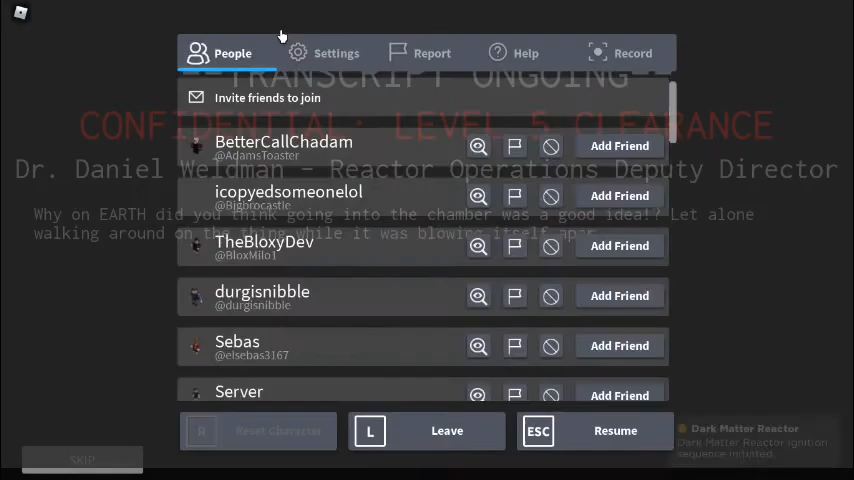 People
Settings
Report
Help
Record
==TRANSCRIPT ONGOING==
Invite friends to join
CONFIDENTIAL: LEVEL 5 CLEARANCE
BetterCallChadam
@AdamsToaster
Add Friend
Dr. Daniel Weldman - Reactor Operations Deputy Director
icopyedsomeonelol
@Bigbrocastle
Add Friend
Why on EARTH did you think going into the chamber was a good idea!? Let alone
walking around on the thing while it was blowing itself apart.
TheBloxyDev
@BloxMilo1
Add Friend
durgisnibble
@durgisnibble
Add Friend
Sebas
@elsebas3167
Add Friend
Server
Add Friend
R Reset Character
L Leave
ESC Resume
Dark Matter Reactor
Dark Matter Reactor ignition
sequence initiated.
SKIP